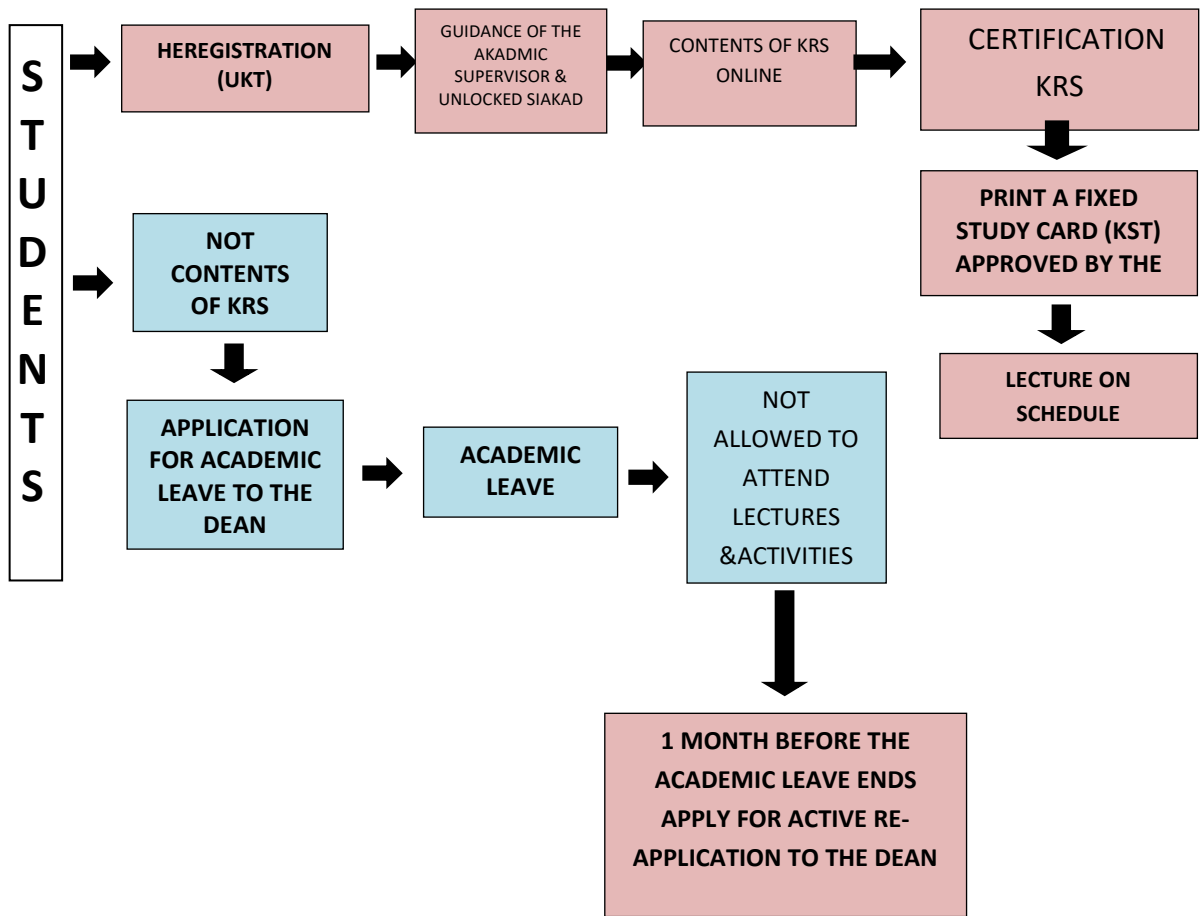 STUDENTS
HEREGISTRATION
(UKT)
GUIDANCE OF THE
AKADMIC
SUPERVISOR &
UNLOCKED SIAKAD
CONTENTS OF KRS
ONLINE
CERTIFICATION
KRS
PRINT A FIXED
STUDY CARD (KST)
APPROVED BY THE
LECTURE ON
SCHEDULE
NOT
CONTENTS
OF KRS
APPLICATION
FOR ACADEMIC
LEAVE TO THE
DEAN
ACADEMIC
LEAVE
NOT
ALLOWED TO
ATTEND
LECTURES
&ACTIVITIES
1 MONTH BEFORE THE
ACADEMIC LEAVE ENDS
APPLY FOR ACTIVE RE-
APPLICATION TO THE DEAN